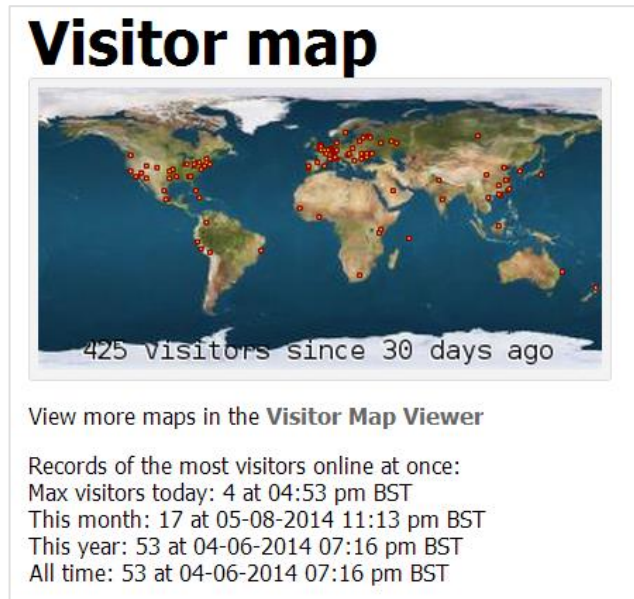 Visitor map
425 visitors since 30 days ago
View more maps in the Visitor Map Viewer
Records of the most visitors online at once:
Max visitors today: 4 at 04:53 pm BST
This month: 17 at 05-08-2014 11:13 pm BST
This year: 53 at 04-06-2014 07:16 pm BST
All time: 53 at 04-06-2014 07:16 pm BST